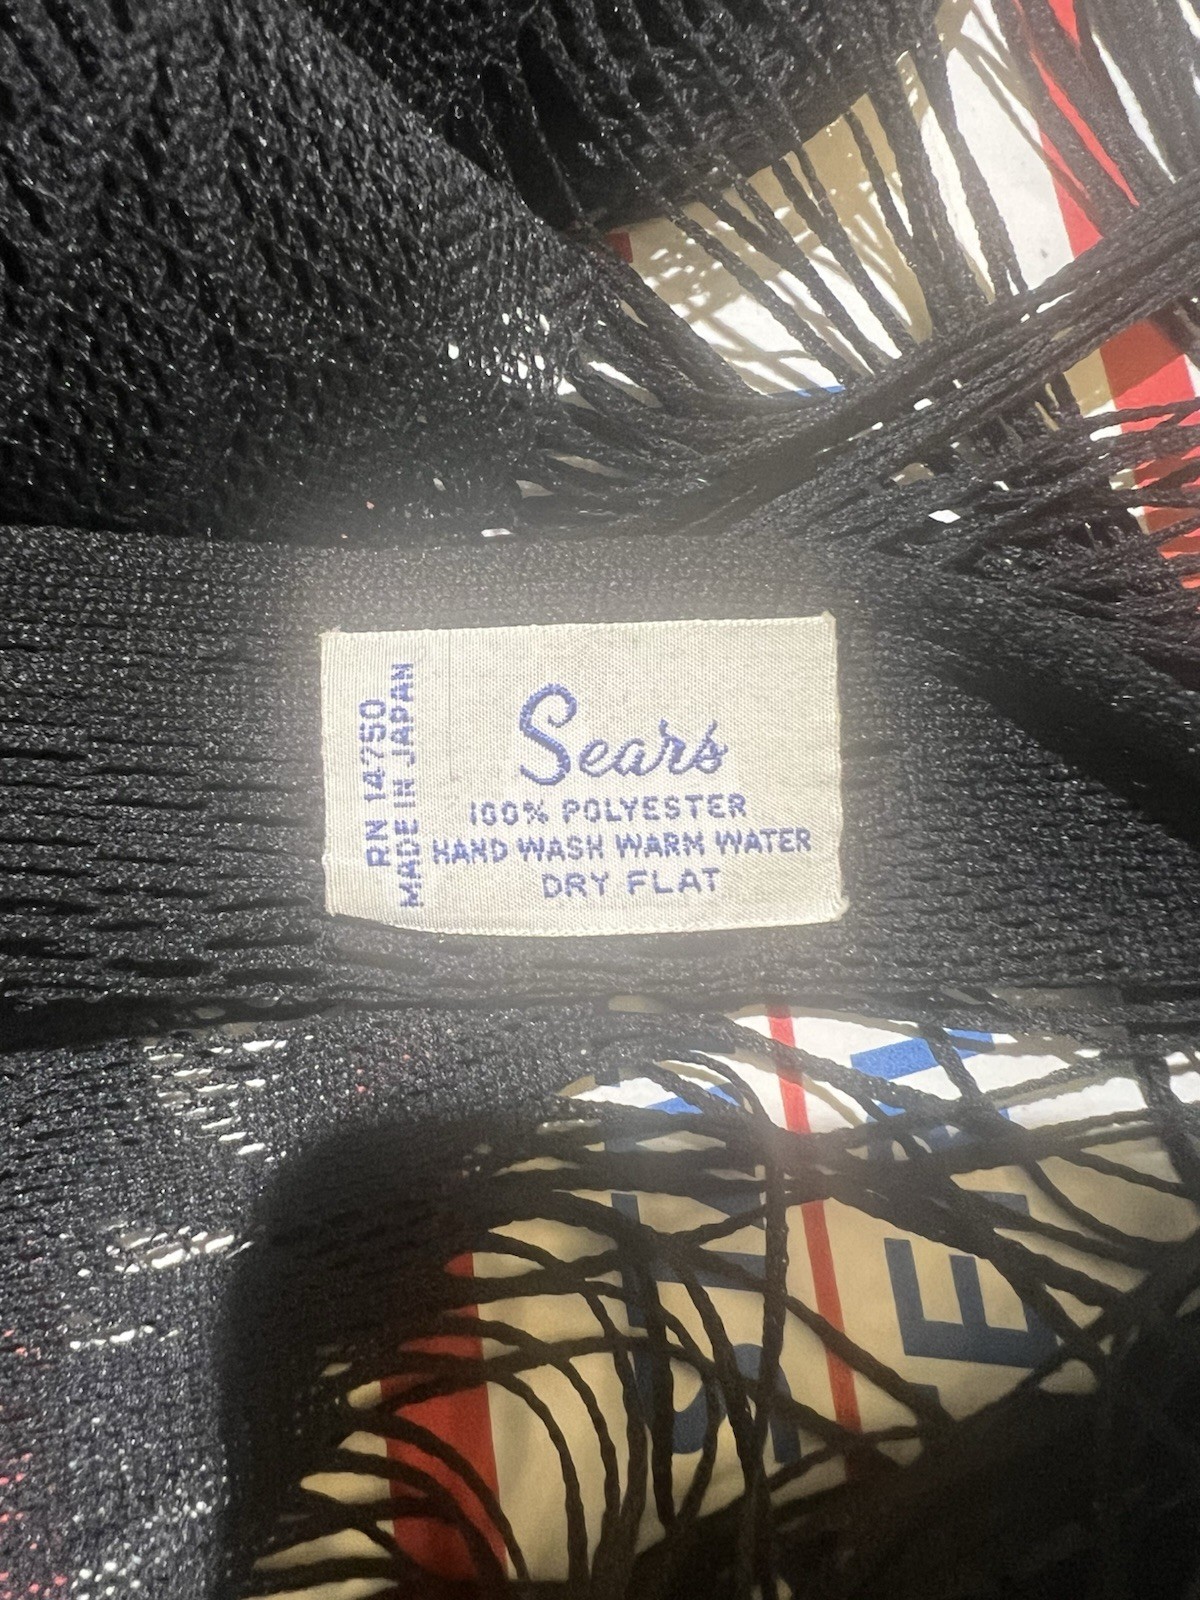 Sears
100% POLYESTER
HAND WASH WARM WATER
DRY FLAT
RN 14750
MADE IN JAPAN